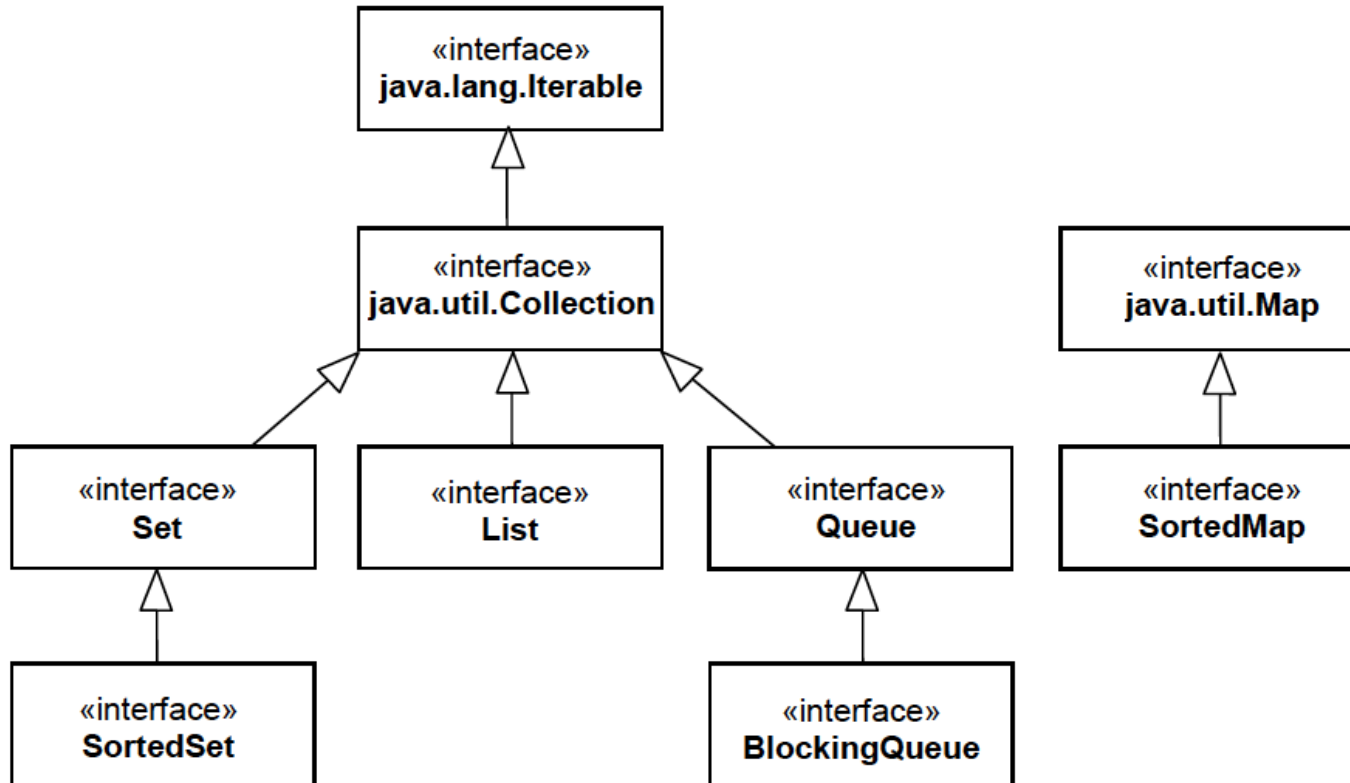 «interface»
java.lang.Iterable
«interface»
java.util.Collection
«interface»
java.util.Map
«interface»
Set
«interface»
List
«interface»
Queue
«interface»
SortedMap
«interface»
SortedSet
«interface»
BlockingQueue